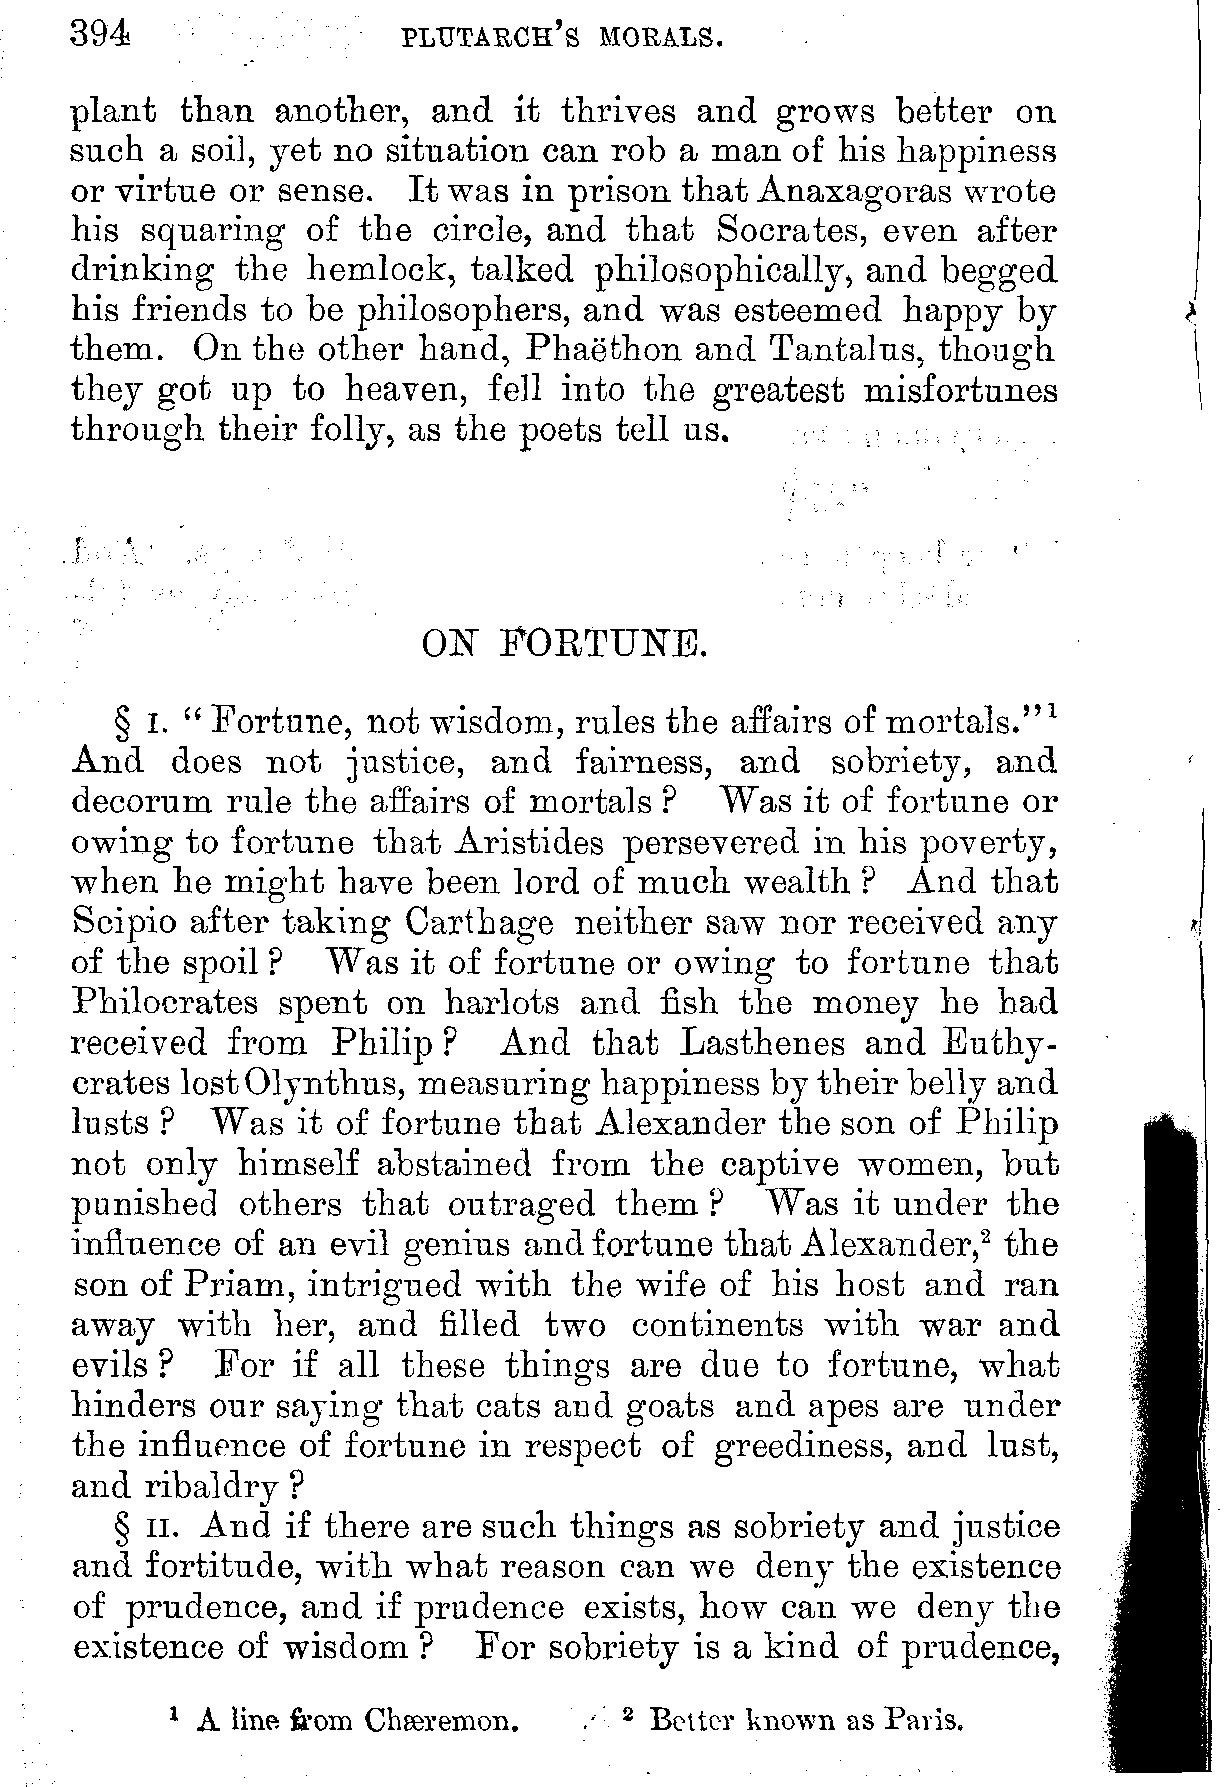 394 PLUTARCH'S MORALS.
plant than another, and it thrives and grows better on
such a soil, yet no situation can rob a man of his happiness
or virtue or sense. It was in prison that Anaxagoras wrote
his squaring of the circle, and that Socrates, even after
drinking the hemlock, talked philosophically, and begged
his friends to be philosophers, and was esteemed happy by
them. On the other hand, Phaëthon and Tantalus, though
they got up to heaven, fell into the greatest misfortunes
through their folly, as the poets tell us.
ON FORTUNE.
§ I. "Fortune, not wisdom, rules the affairs of mortals."¹
And does not justice, and fairness, and sobriety, and
decorum rule the affairs of mortals? Was it of fortune or
owing to fortune that Aristides persevered in his poverty,
when he might have been lord of much wealth? And that
Scipio after taking Carthage neither saw nor received any
of the spoil? Was it of fortune or owing to fortune that
Philocrates spent on harlots and fish the money he had
received from Philip? And that Lasthenes and Euthy-
crates lost Olynthus, measuring happiness by their belly and
lusts? Was it of fortune that Alexander the son of Philip
not only himself abstained from the captive women, but
punished others that outraged them? Was it under the
influence of an evil genius and fortune that Alexander,² the
son of Priam, intrigued with the wife of his host and ran
away with her, and filled two continents with war and
evils? For if all these things are due to fortune, what
hinders our saying that cats and goats and apes are under
the influence of fortune in respect of greediness, and lust,
and ribaldry?
§ II. And if there are such things as sobriety and justice
and fortitude, with what reason can we deny the existence
of prudence, and if prudence exists, how can we deny the
existence of wisdom? For sobriety is a kind of prudence,
¹ A line from Chæremon. ² Better known as Paris.